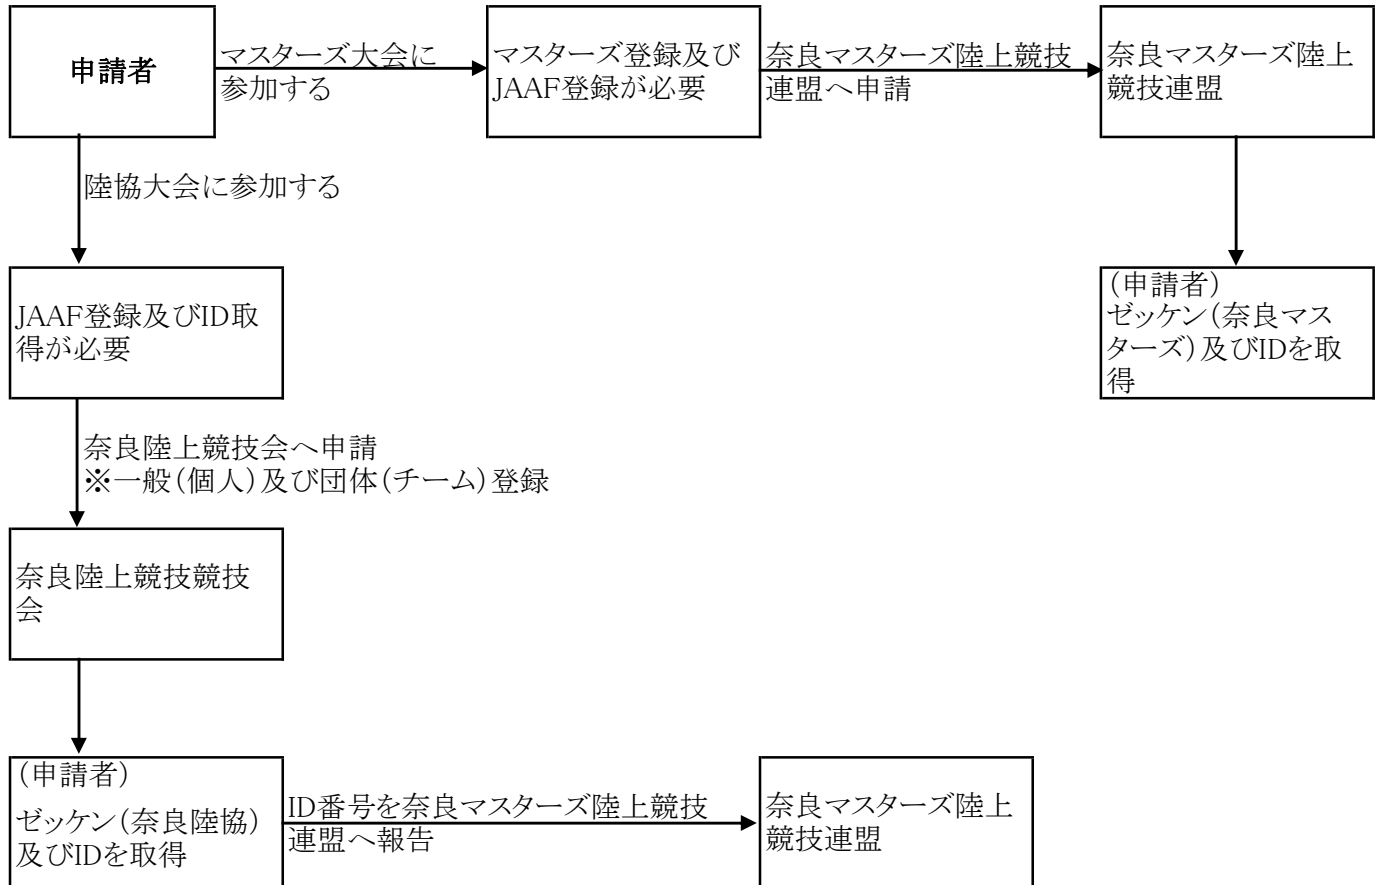 申請者
マスターズ大会に
参加する
マスターズ登録及び
JAAF登録が必要
奈良マスターズ陸上競技
連盟へ申請
奈良マスターズ陸上
競技連盟
陸協大会に参加する
JAAF登録及びID取
得が必要
(申請者)
ゼッケン(奈良マス
ターズ)及びIDを取
得
奈良陸上競技会へ申請
※一般(個人)及び団体(チーム)登録
奈良陸上競技競技
会
(申請者)
ゼッケン(奈良陸協)
及びIDを取得
ID番号を奈良マスターズ陸上競技
連盟へ報告
奈良マスターズ陸上
競技連盟